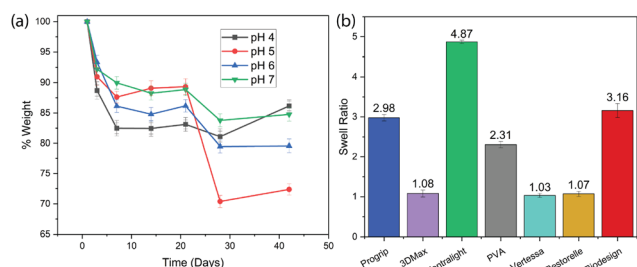 (a)
100
95
90
85
80
75
70
65
% Weight
pH 4
pH 5
pH 6
pH 7
0
10
20
30
40
50
Time (Days)
(b)
5
4
3
2
1
0
Swell Ratio
2.98
1.08
4.87
2.31
1.03
1.07
3.16
Progrip
3DMax
PVA
Vertessa